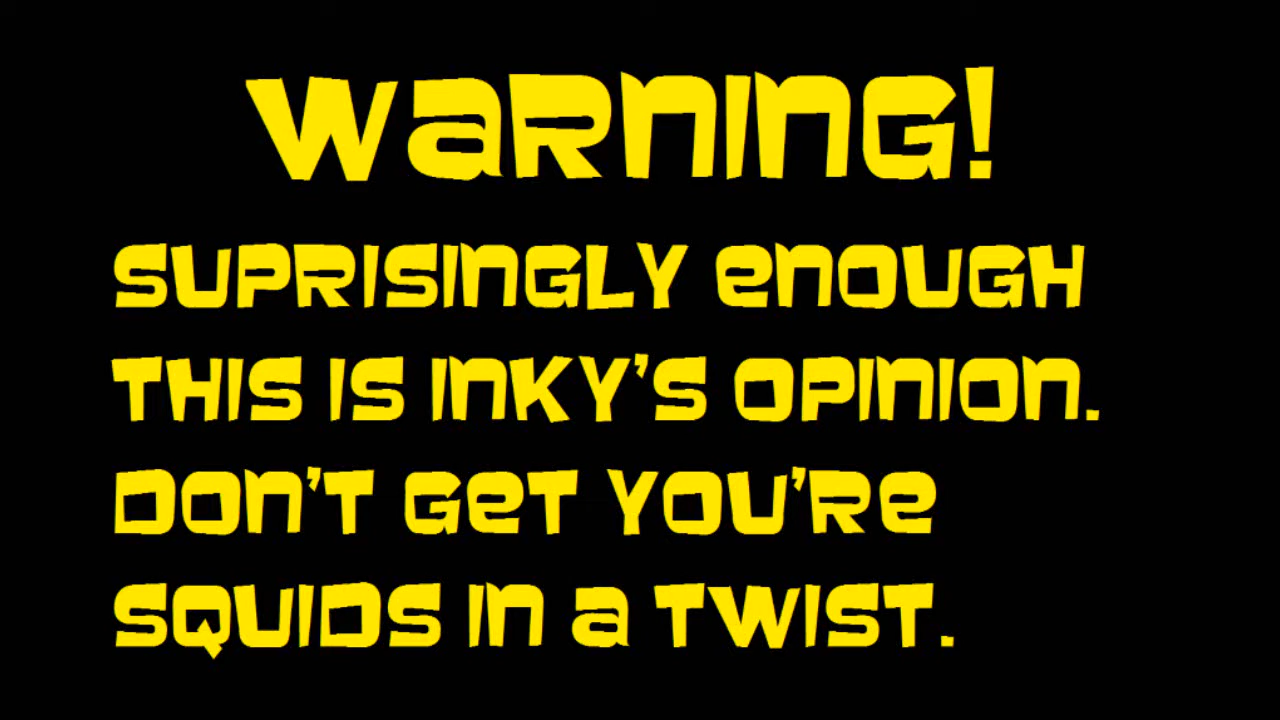 WARNING!
SUPRISINGLY ENOUGH
THIS IS INKY'S OPINION.
DON'T GET YOU'RE
SQUIDS IN A TWIST.